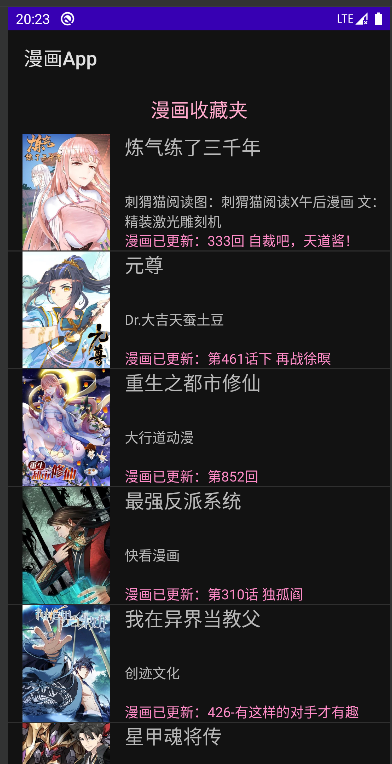 20:23
LTE
漫画App
漫画收藏夹
炼气练了三千年
刺猬猫阅读图：刺猬猫阅读X午后漫画 文：
精装激光雕刻机
漫画已更新：333回 自裁吧，天道酱!
元尊
元尊
Dr.大吉天蚕土豆
漫画已更新：第461话下 再战徐暝
重生之都市修仙
大行道动漫
漫画已更新：第852回
最强反派系统
快看漫画
漫画已更新：第310话 独孤阎
我在异界当教父
创迹文化
漫画已更新：426-有这样的对手才有趣
星甲魂将传